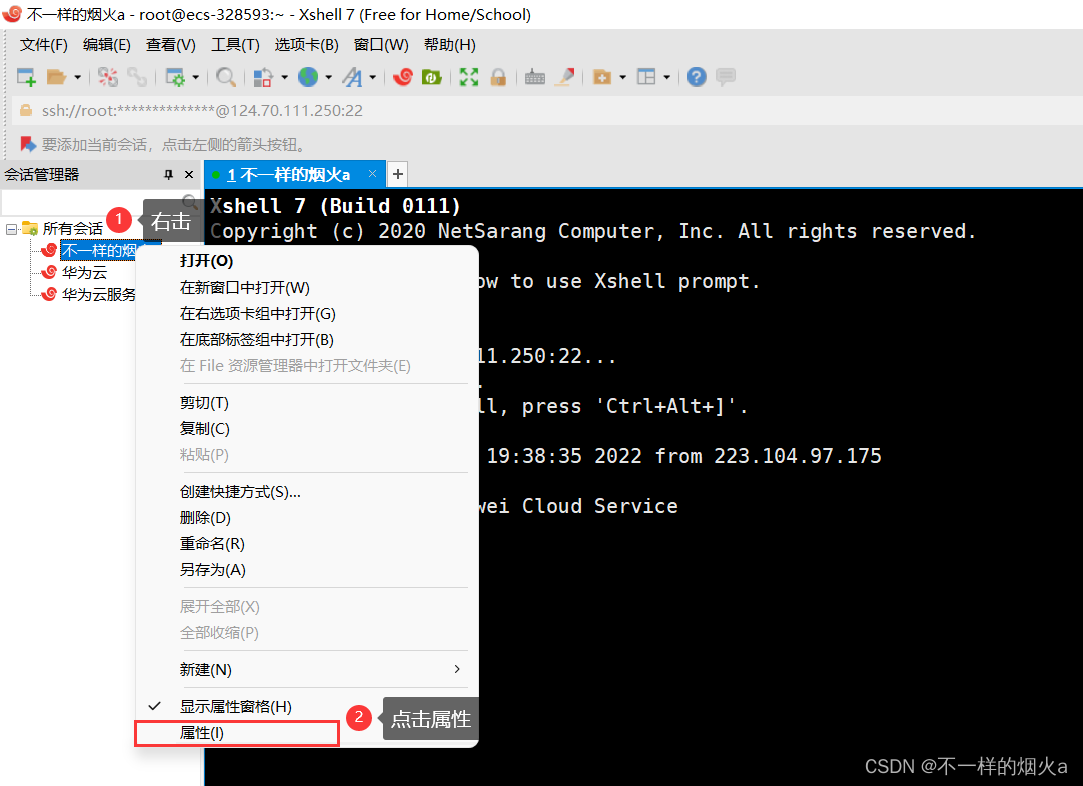 不一样的烟火a - root@ecs-328593:~ - Xshell 7 (Free for Home/School)
文件(F) 编辑(E) 查看(V) 工具(T) 选项卡(B) 窗口(W) 帮助(H)
ssh://root:**************@124.70.111.250:22
要添加当前会话，点击左侧的箭头按钮。
会话管理器
1 不一样的烟火a
所有会话
1 右击
不一样的烟
华为云
华为云服务
Xshell 7 (Build 0111)
Copyright (c) 2020 NetSarang Computer, Inc. All rights reserved.
ow to use Xshell prompt.
11.250:22...
.
ll, press 'Ctrl+Alt+]'.
19:38:35 2022 from 223.104.97.175
wei Cloud Service
打开(O)
在新窗口中打开(W)
在右选项卡组中打开(G)
在底部标签组中打开(B)
在 File 资源管理器中打开文件夹(E)
剪切(T)
复制(C)
粘贴(P)
创建快捷方式(S)...
删除(D)
重命名(R)
另存为(A)
展开全部(X)
全部收缩(P)
新建(N)
显示属性窗格(H)
属性(I)
2 点击属性
CSDN @不一样的烟火a